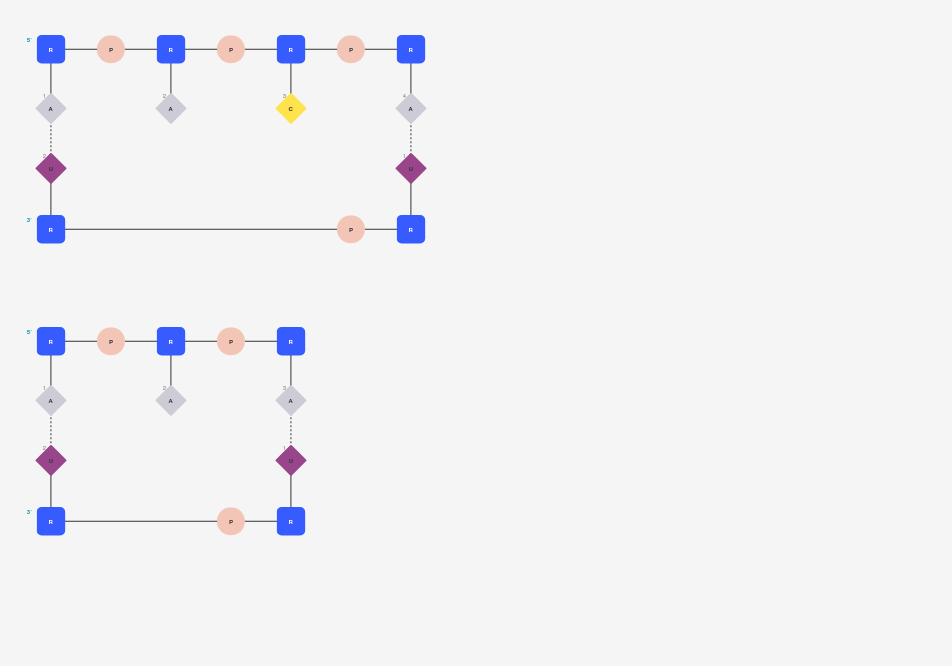 5'
R P R P R P R
1 2 3 4
A A C A
2 1
U U
3'
R P R
5'
R P R P R
1 2 3
A A A
2 1
U U
3'
R P R